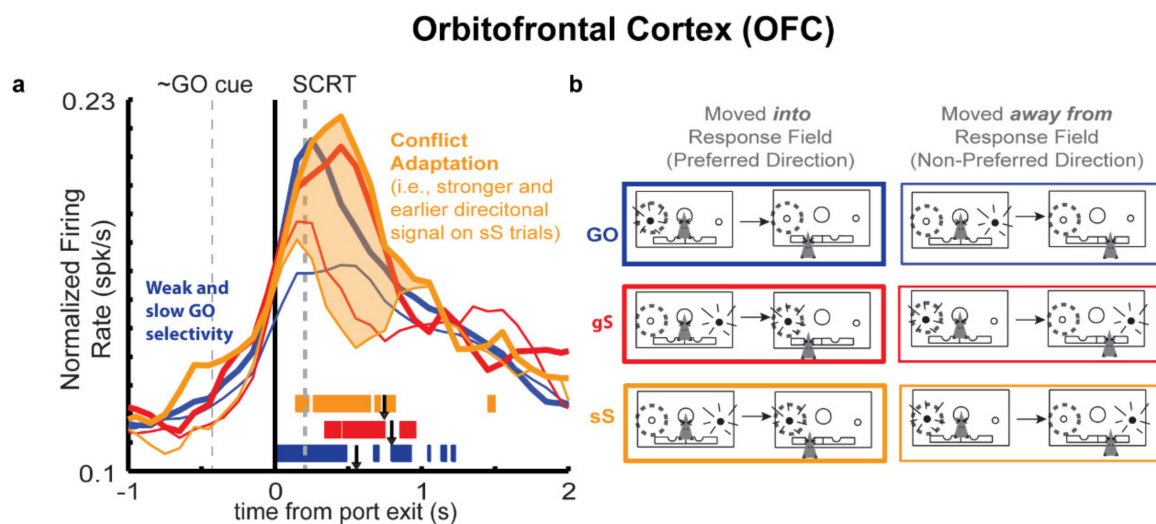 Orbitofrontal Cortex (OFC)
a
~GO cue
SCRT
0.23
Conflict
Adaptation
(i.e., stronger and
earlier direcitonal
signal on sS trials)
Weak and
slow GO
selectivity
Normalized Firing
Rate (spk/s)
0.1
-1
0
1
2
time from port exit (s)
b
Moved into
Response Field
(Preferred Direction)
Moved away from
Response Field
(Non-Preferred Direction)
GO
gS
sS